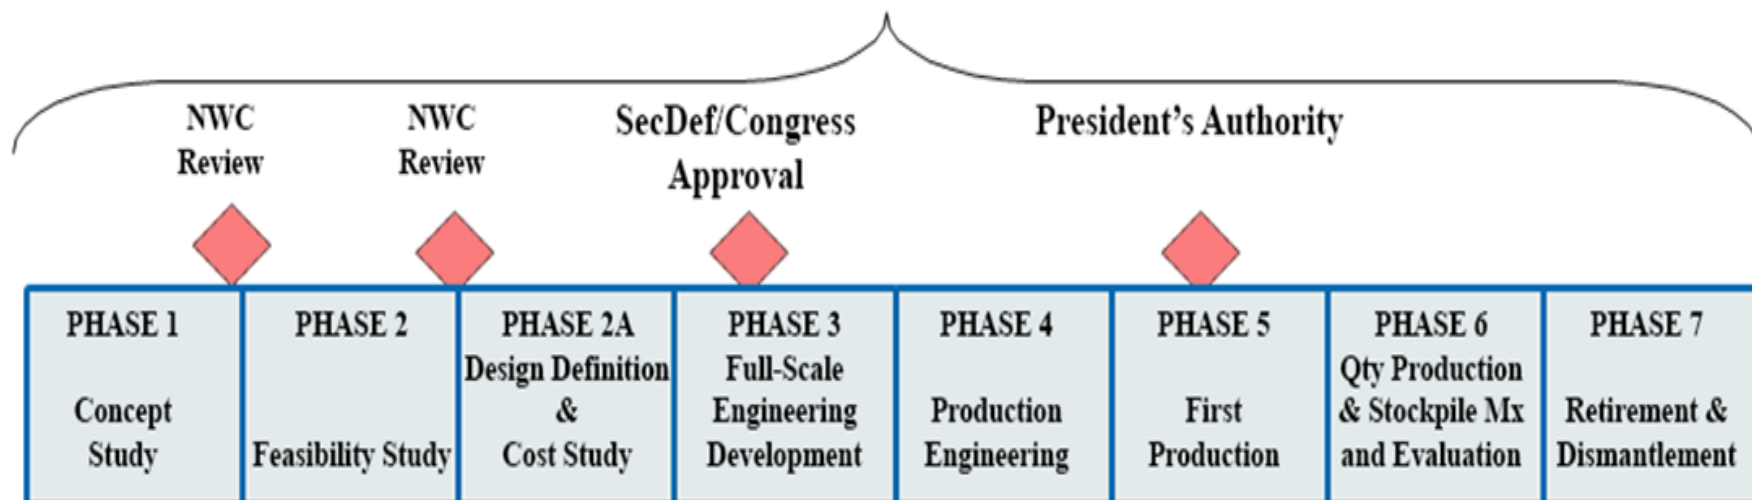 NWC
Review
NWC
Review
SecDef/Congress
Approval
President's Authority
PHASE 1
Concept
Study
PHASE 2
Feasibility Study
PHASE 2A
Design Definition
&
Cost Study
PHASE 3
Full-Scale
Engineering
Development
PHASE 4
Production
Engineering
PHASE 5
First
Production
PHASE 6
Qty Production
& Stockpile Mx
and Evaluation
PHASE 7
Retirement &
Dismantlement